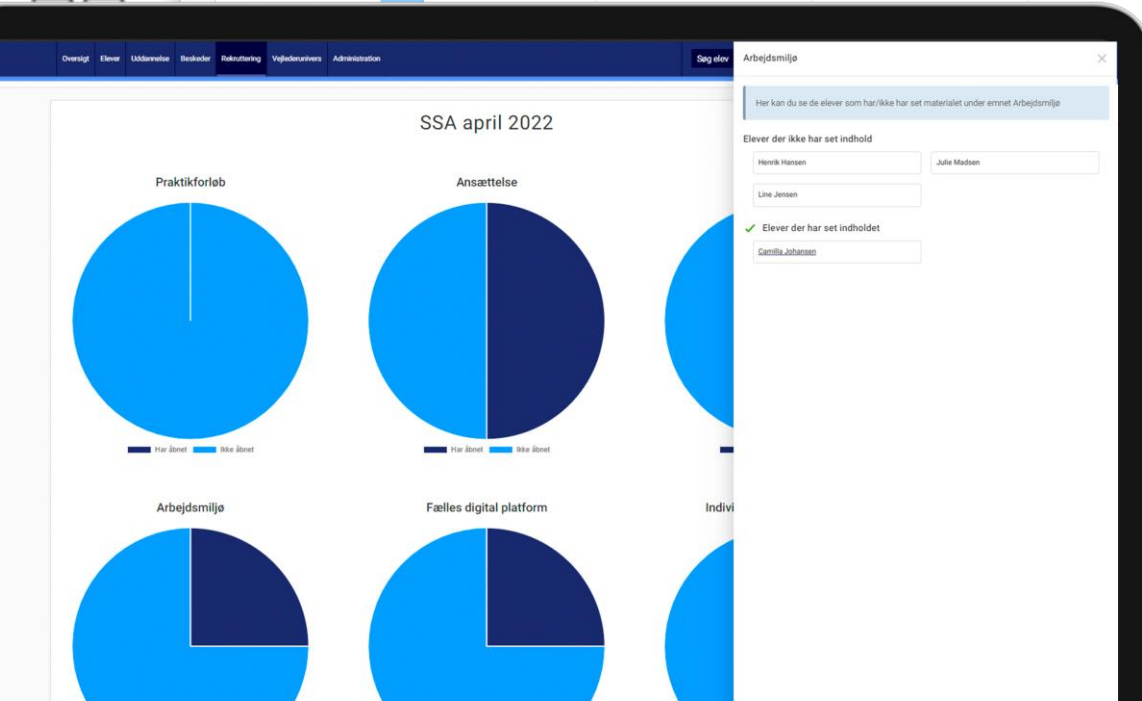 Oversigt Elever Uddannelse Beskeder Rekruttering Vejlederunivers Administration Søg elev
SSA april 2022
Praktikforløb
Ansættelse
Har åbnet Ikke åbnet
Har åbnet Ikke åbnet
Arbejdsmiljø
Fælles digital platform
Indivi
Arbejdsmiljø
Her kan du se de elever som har/ikke har set materialet under emnet Arbejdsmiljø
Elever der ikke har set indhold
Henrik Hansen
Julie Madsen
Line Jensen
Elever der har set indholdet
Camilla Johansen